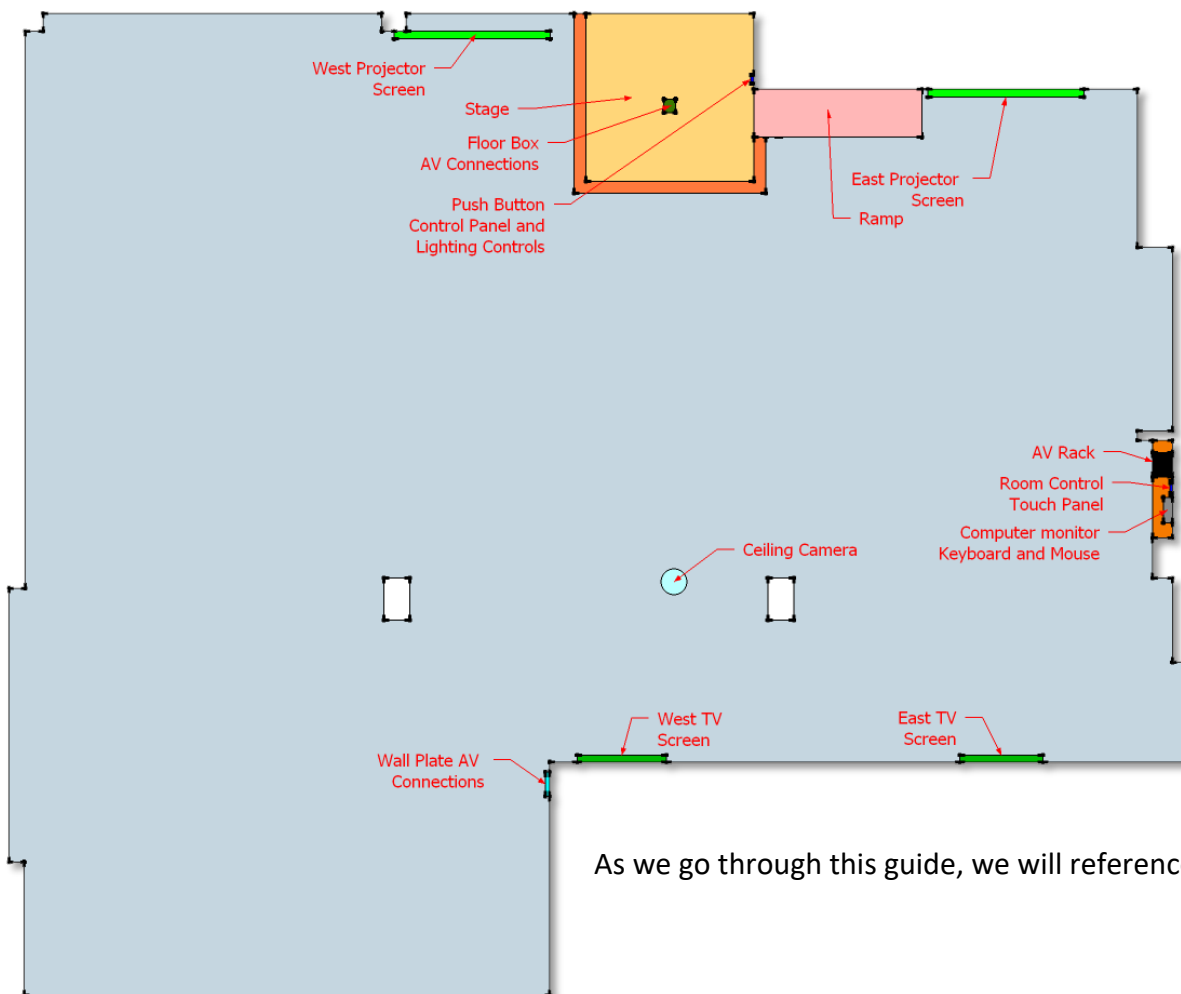 West Projector
Screen
Stage
Floor Box
AV Connections
Push Button
Control Panel and
Lighting Controls
East Projector
Screen
Ramp
AV Rack
Room Control
Touch Panel
Computer monitor
Keyboard and Mouse
Ceiling Camera
West TV
Screen
East TV
Screen
Wall Plate AV
Connections
As we go through this guide, we will referenc